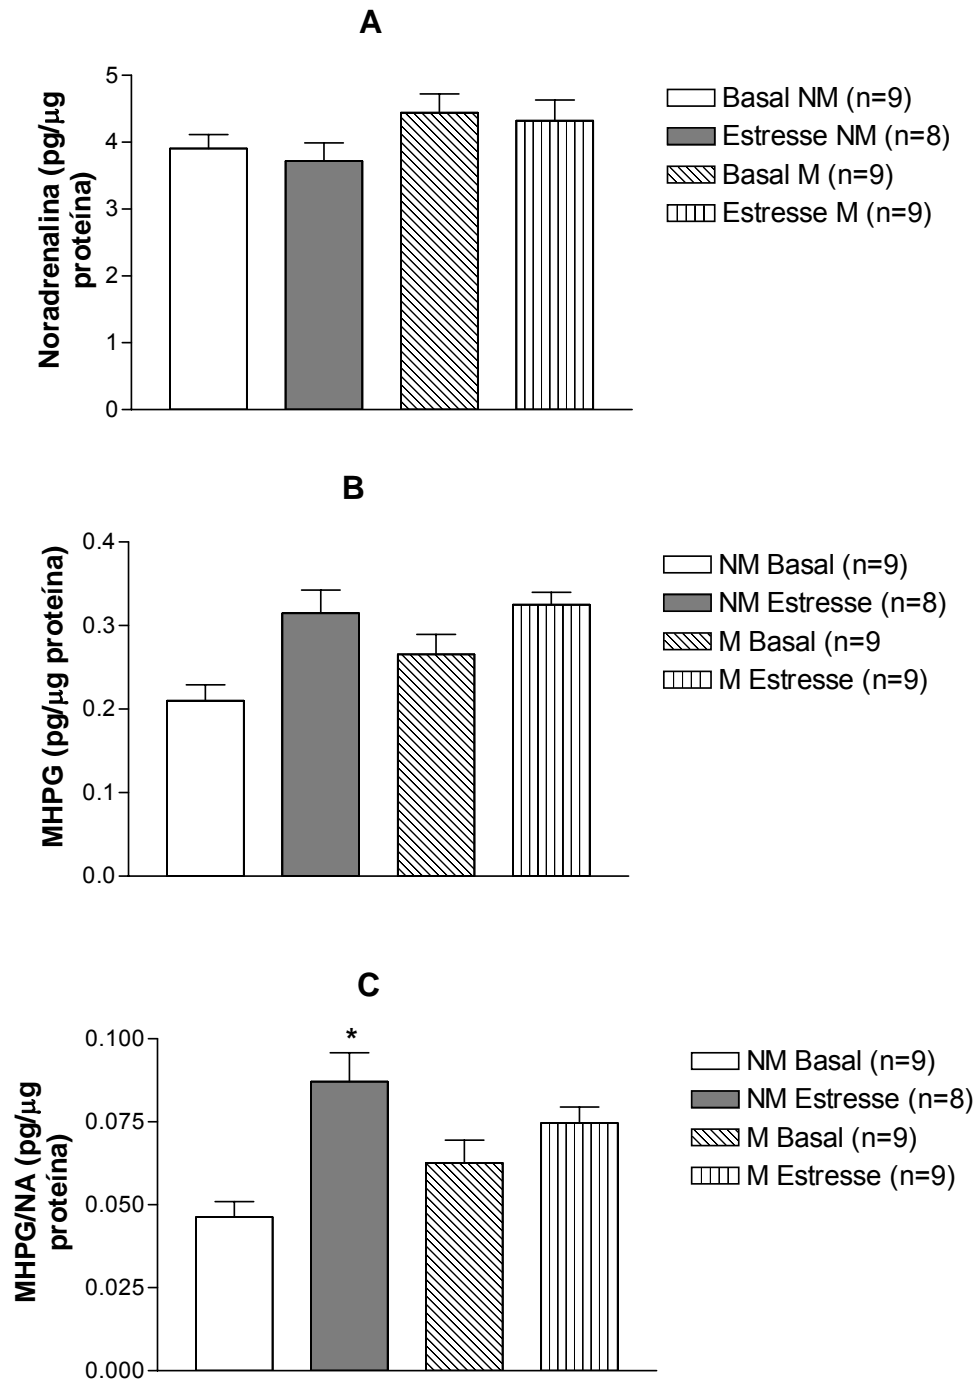 A
Noradrenalina (pg/μg
proteína)
5
4
3
2
1
0
Basal NM (n=9)
Estresse NM (n=8)
Basal M (n=9)
Estresse M (n=9)
B
MHPG (pg/μg proteína)
0.4
0.3
0.2
0.1
0.0
NM Basal (n=9)
NM Estresse (n=8)
M Basal (n=9
M Estresse (n=9)
C
MHPG/NA (pg/μg
proteína)
0.100
0.075
0.050
0.025
0.000
*
NM Basal (n=9)
NM Estresse (n=8)
M Basal (n=9)
M Estresse (n=9)